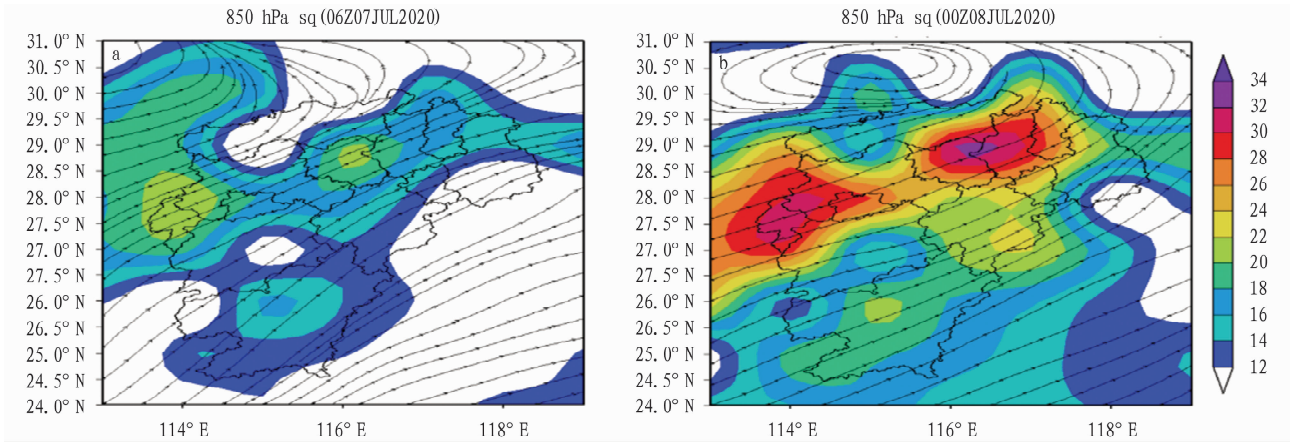 850 hPa sq(06Z07JUL2020)
a
31.0° N
30.5° N
30.0° N
29.5° N
29.0° N
28.5° N
28.0° N
27.5° N
27.0° N
27.5° N
26.0° N
26.5° N
25.0° N
24.5° N
24.0° N
114° E
116° E
118° E
850 hPa sq(00Z08JUL2020)
b
31.0° N
30.5° N
30.0° N
29.5° N
29.0° N
28.5° N
28.0° N
27.5° N
27.0° N
27.5° N
26.0° N
26.5° N
25.0° N
24.5° N
24.0° N
114° E
116° E
118° E
34
32
30
28
26
24
22
20
18
16
14
12